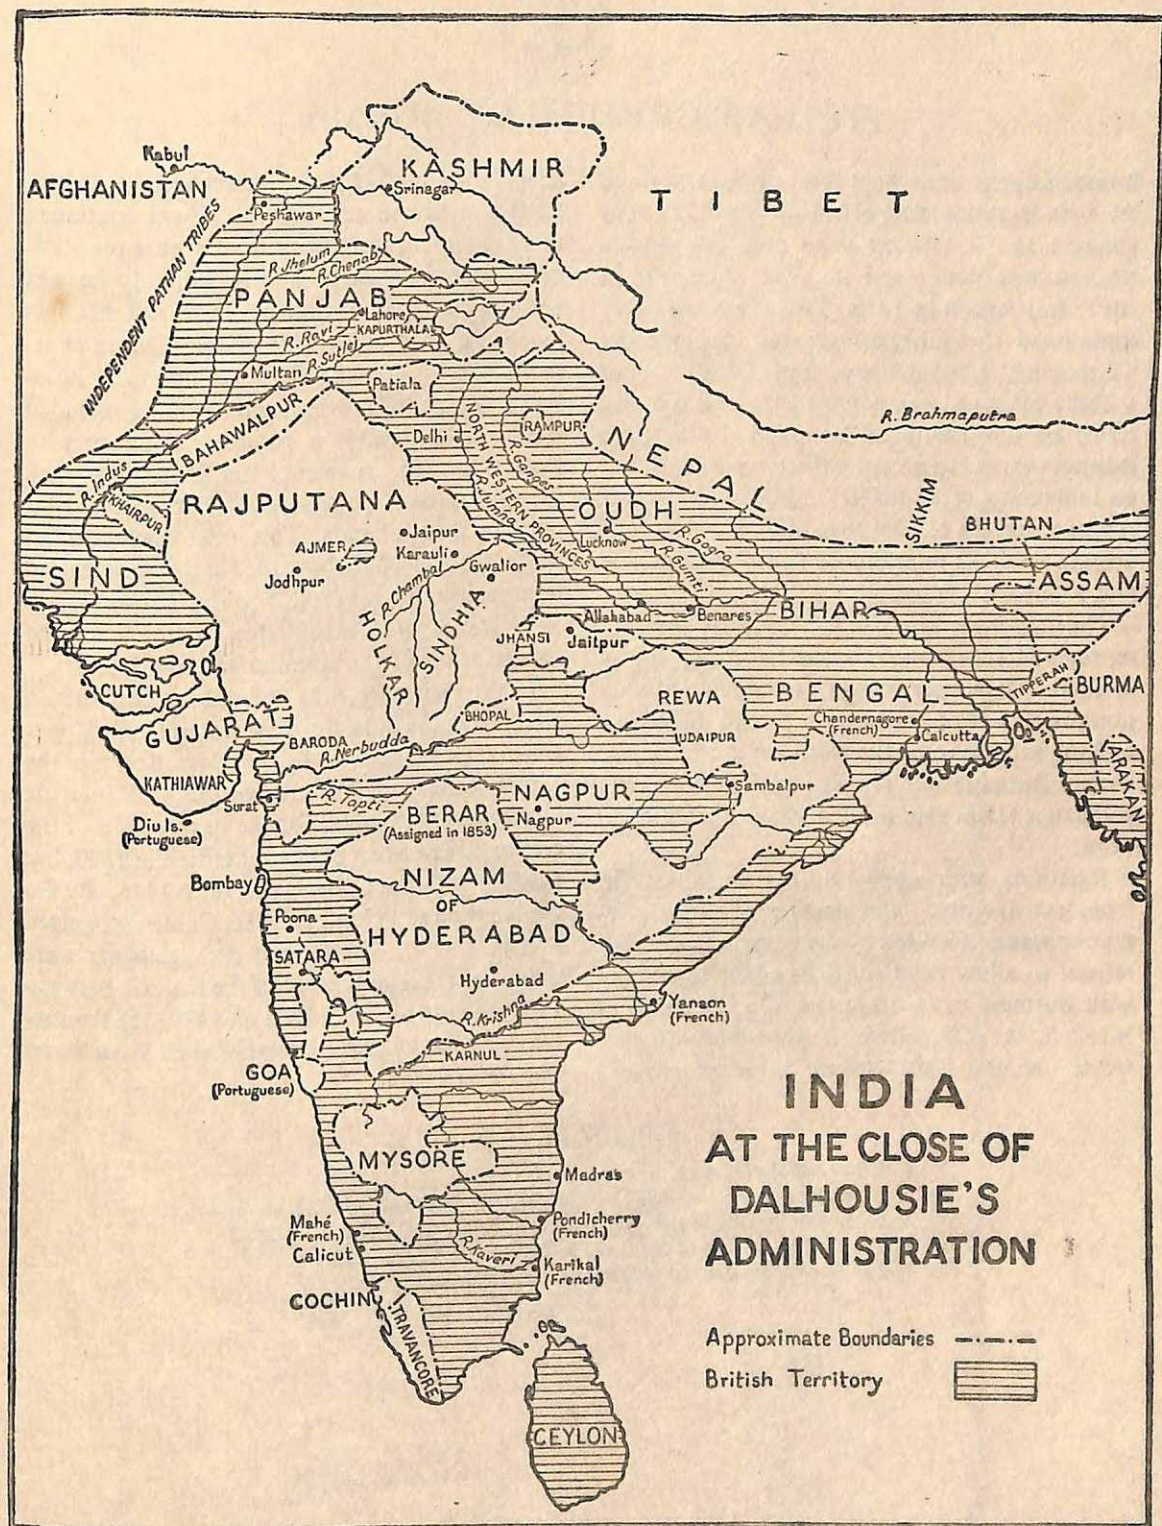 KASHMIR
Kabul
AFGHANISTAN
Srinagar
TIBET
Peshawar
INDEPENDENT PATHAN TRIBES
R. Jhelum
R. Chenab
PANJAB
Lahore
KAPURTHALA
R. Ravi
R. Sutlej
Multan
Patiala
BAHAWALPUR
R. Brahmaputra
Delhi
NORTH WESTERN PROVINCES
R. Ganges
R. Jumna
RAMPUR
NEPAL
R. Indus
KHAIRPUR
RAJPUTANA
OUDH
Lucknow
R. Gogra
R. Gumti
SIKKIM
BHUTAN
Jaipur
AJMER
Karauli
Jodhpur
Gwalior
R. Chambal
SIND
ASSAM
HOLKAR
SINDHIA
Allahabad
Benares
BIHAR
JHANSI
Jaitpur
CUTCH
TIPPERAH
BURMA
REWA
BENGAL
BHOPAL
Chandernagore
(French)
Calcutta
GUJARAT
BARODA
R. Nerbudda
UDAIPUR
ARAKAN
KATHIAWAR
Surat
R. Tapti
BERAR
(Assigned in 1853)
NAGPUR
Nagpur
Sambalpur
Diu Is.
(Portuguese)
Bombay
NIZAM
OF
HYDERABAD
Poona
SATARA
Hyderabad
R. Krishna
Yanaon
(French)
KARNUL
GOA
(Portuguese)
MYSORE
Madras
Mahé
(French)
Calicut
Pondicherry
(French)
R. Kaveri
Karikal
(French)
COCHIN
TRAVANCORE
CEYLON
INDIA
AT THE CLOSE OF
DALHOUSIE'S
ADMINISTRATION
Approximate Boundaries
British Territory